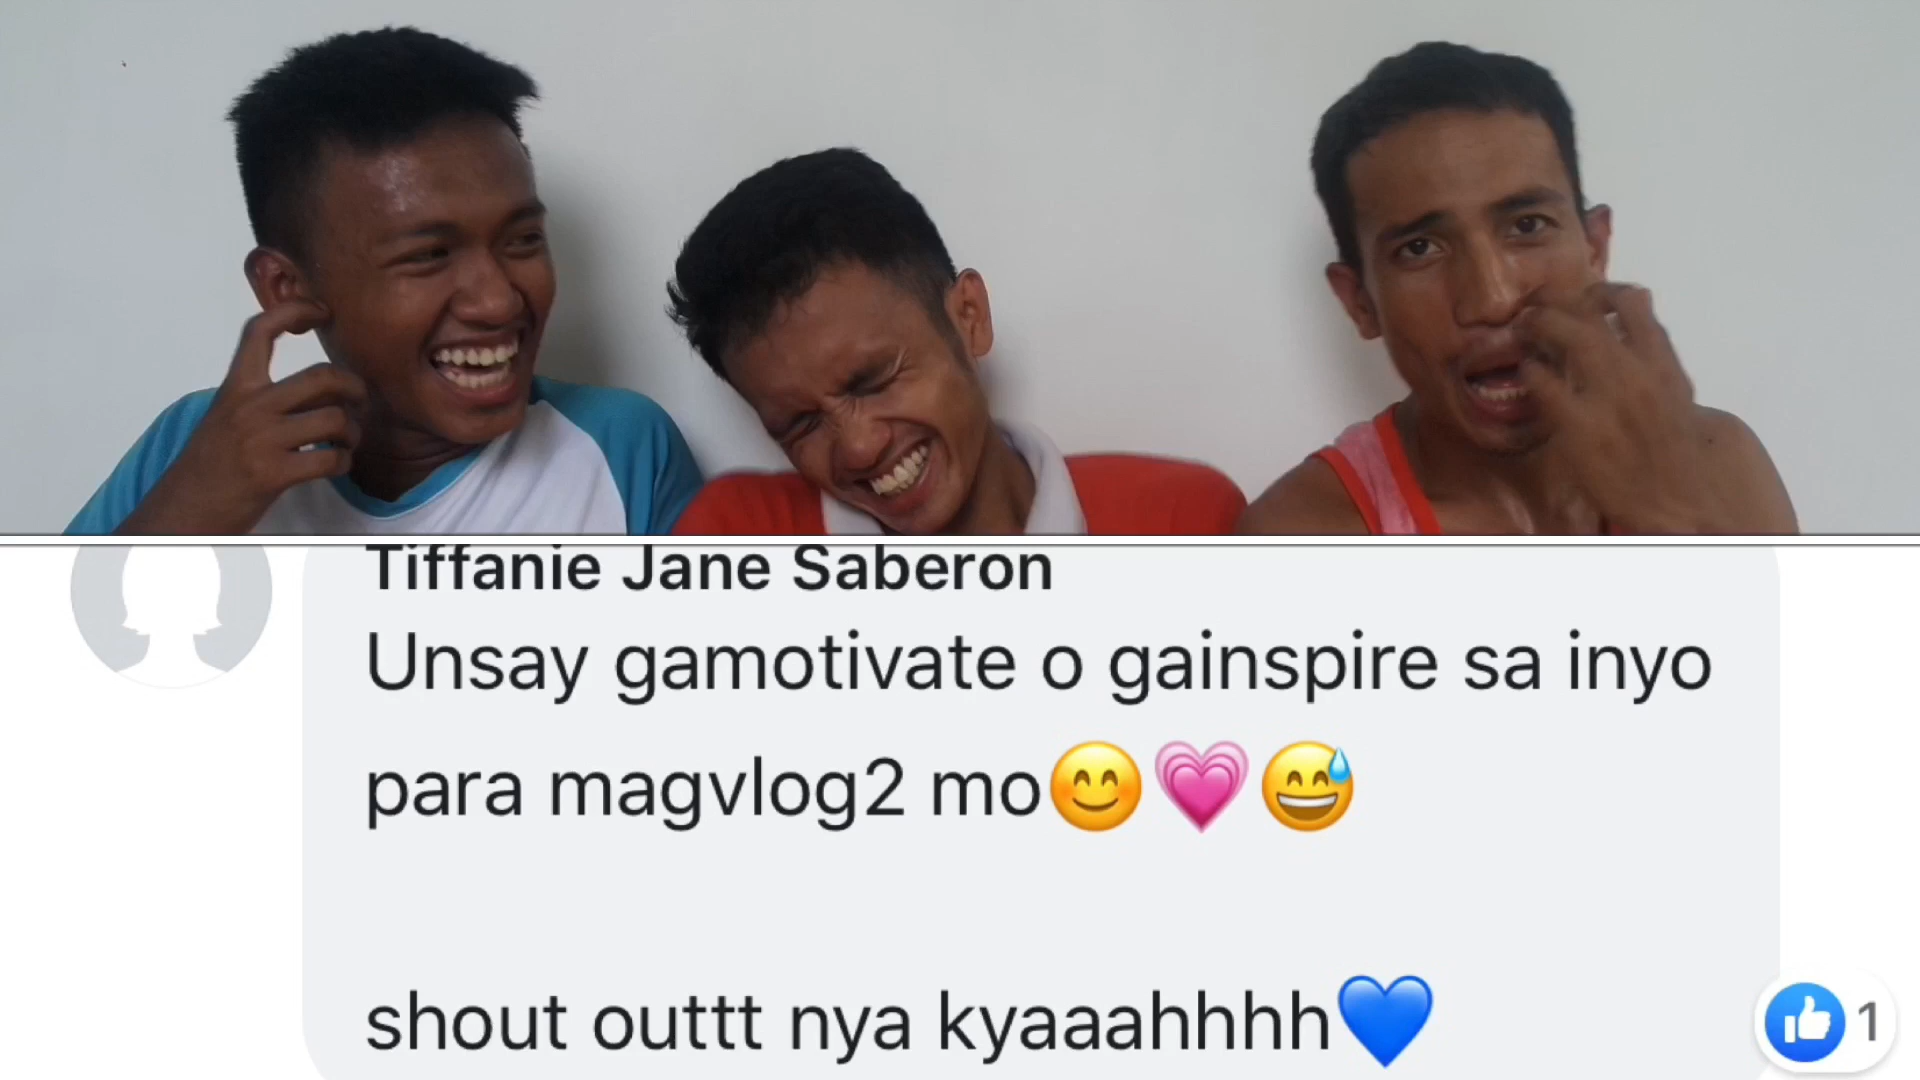 Tiffanie Jane Saberon
Unsay gamotivate o gainspire sa inyo
para magvlog2 mo😊💗😅
shout outtt nya kyaaahhhh💙
1